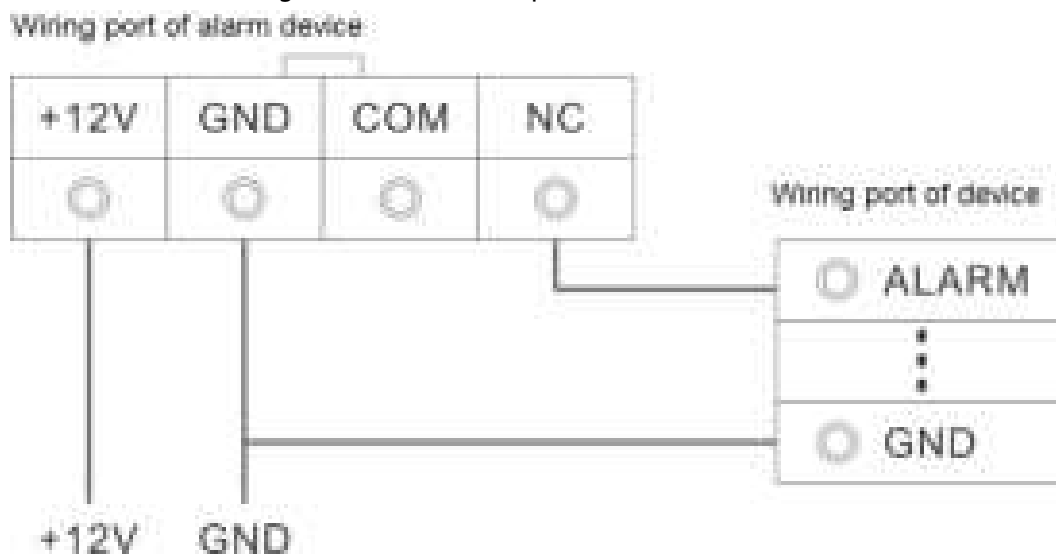 Wiring port of alarm device
+12V GND COM NC
Wiring port of device
ALARM
GND
+12V GND